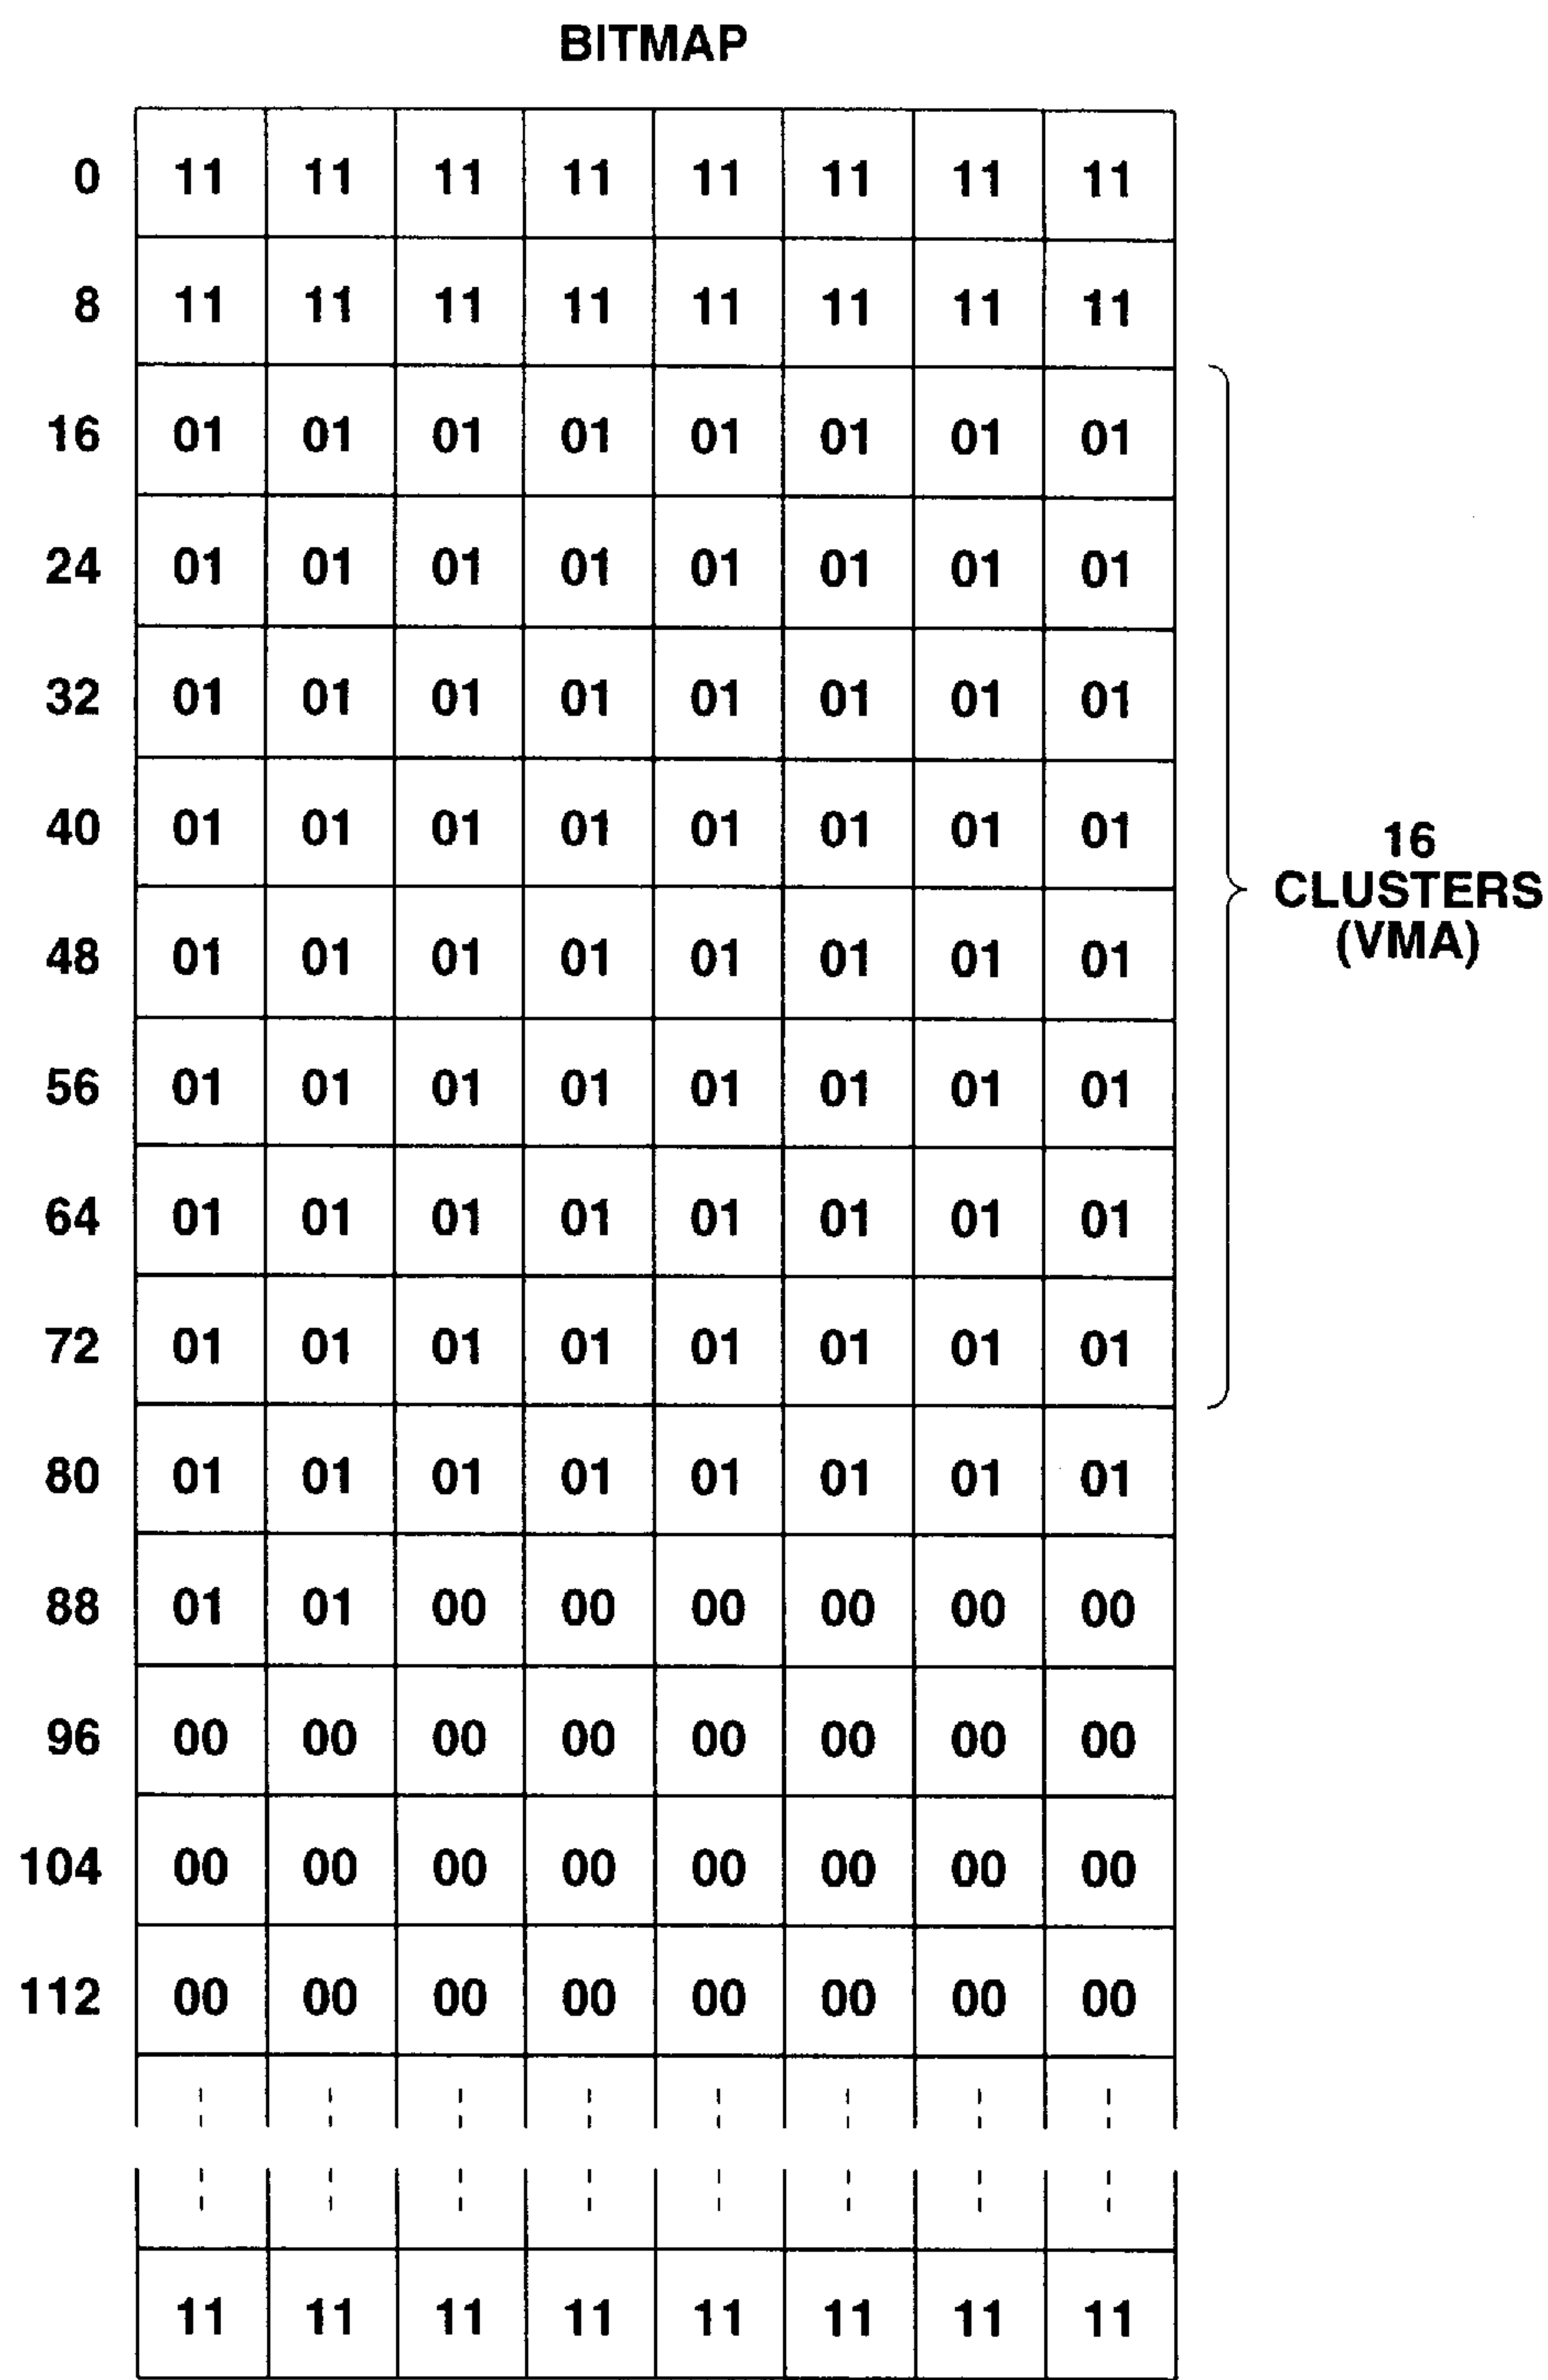 BITMAP
0 11 11 11 11 11 11 11 11
8 11 11 11 11 11 11 11 11
16 01 01 01 01 01 01 01 01
24 01 01 01 01 01 01 01 01
32 01 01 01 01 01 01 01 01
40 01 01 01 01 01 01 01 01
16
CLUSTERS
(VMA)
48 01 01 01 01 01 01 01 01
56 01 01 01 01 01 01 01 01
64 01 01 01 01 01 01 01 01
72 01 01 01 01 01 01 01 01
80 01 01 01 01 01 01 01 01
88 01 01 00 00 00 00 00 00
96 00 00 00 00 00 00 00 00
104 00 00 00 00 00 00 00 00
112 00 00 00 00 00 00 00 00
11 11 11 11 11 11 11 11